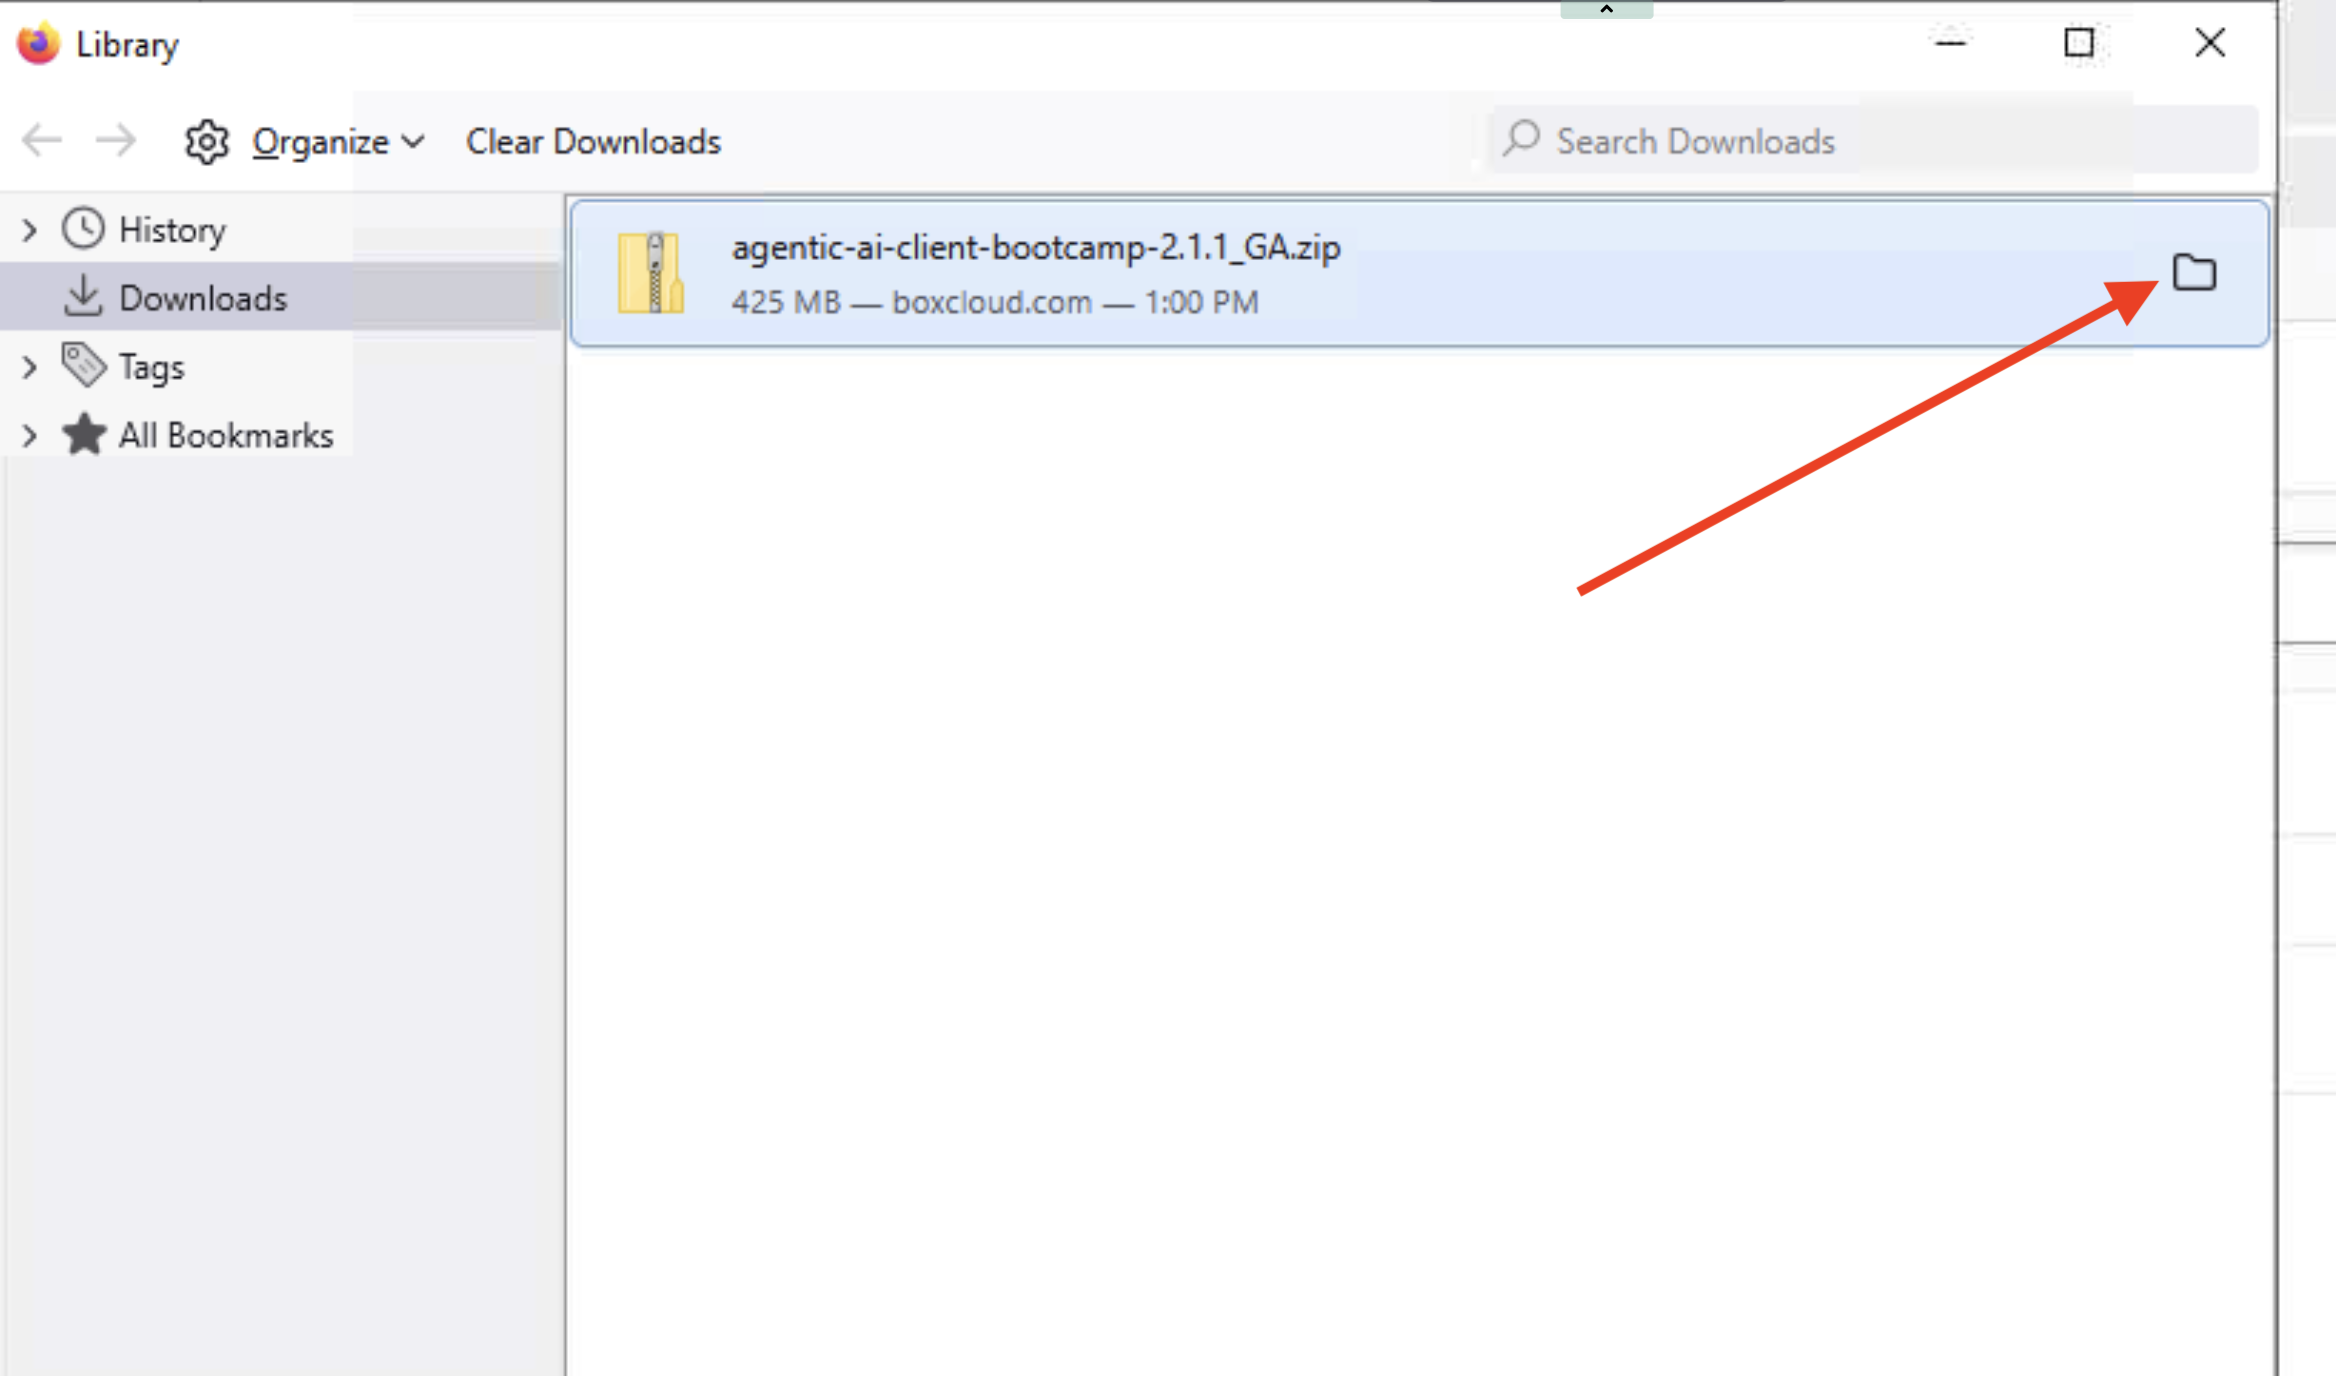 Library
Organize Clear Downloads Search Downloads
History
Downloads
Tags
All Bookmarks
agentic-ai-client-bootcamp-2.1.1_GA.zip
425 MB — boxcloud.com — 1:00 PM